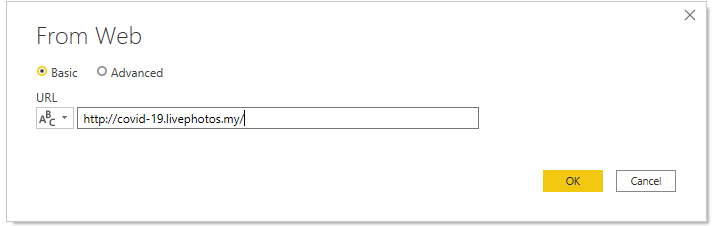 From Web
Basic Advanced
URL
ABC http://covid-19.livephotos.my/
OK Cancel